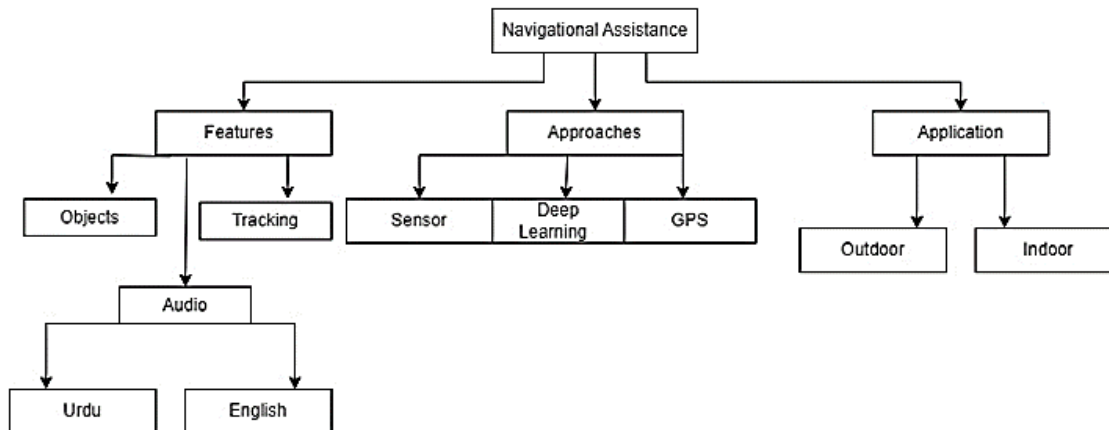 Navigational Assistance
Features
Approaches
Application
Objects
Tracking
Sensor
Deep
Learning
GPS
Outdoor
Indoor
Audio
Urdu
English